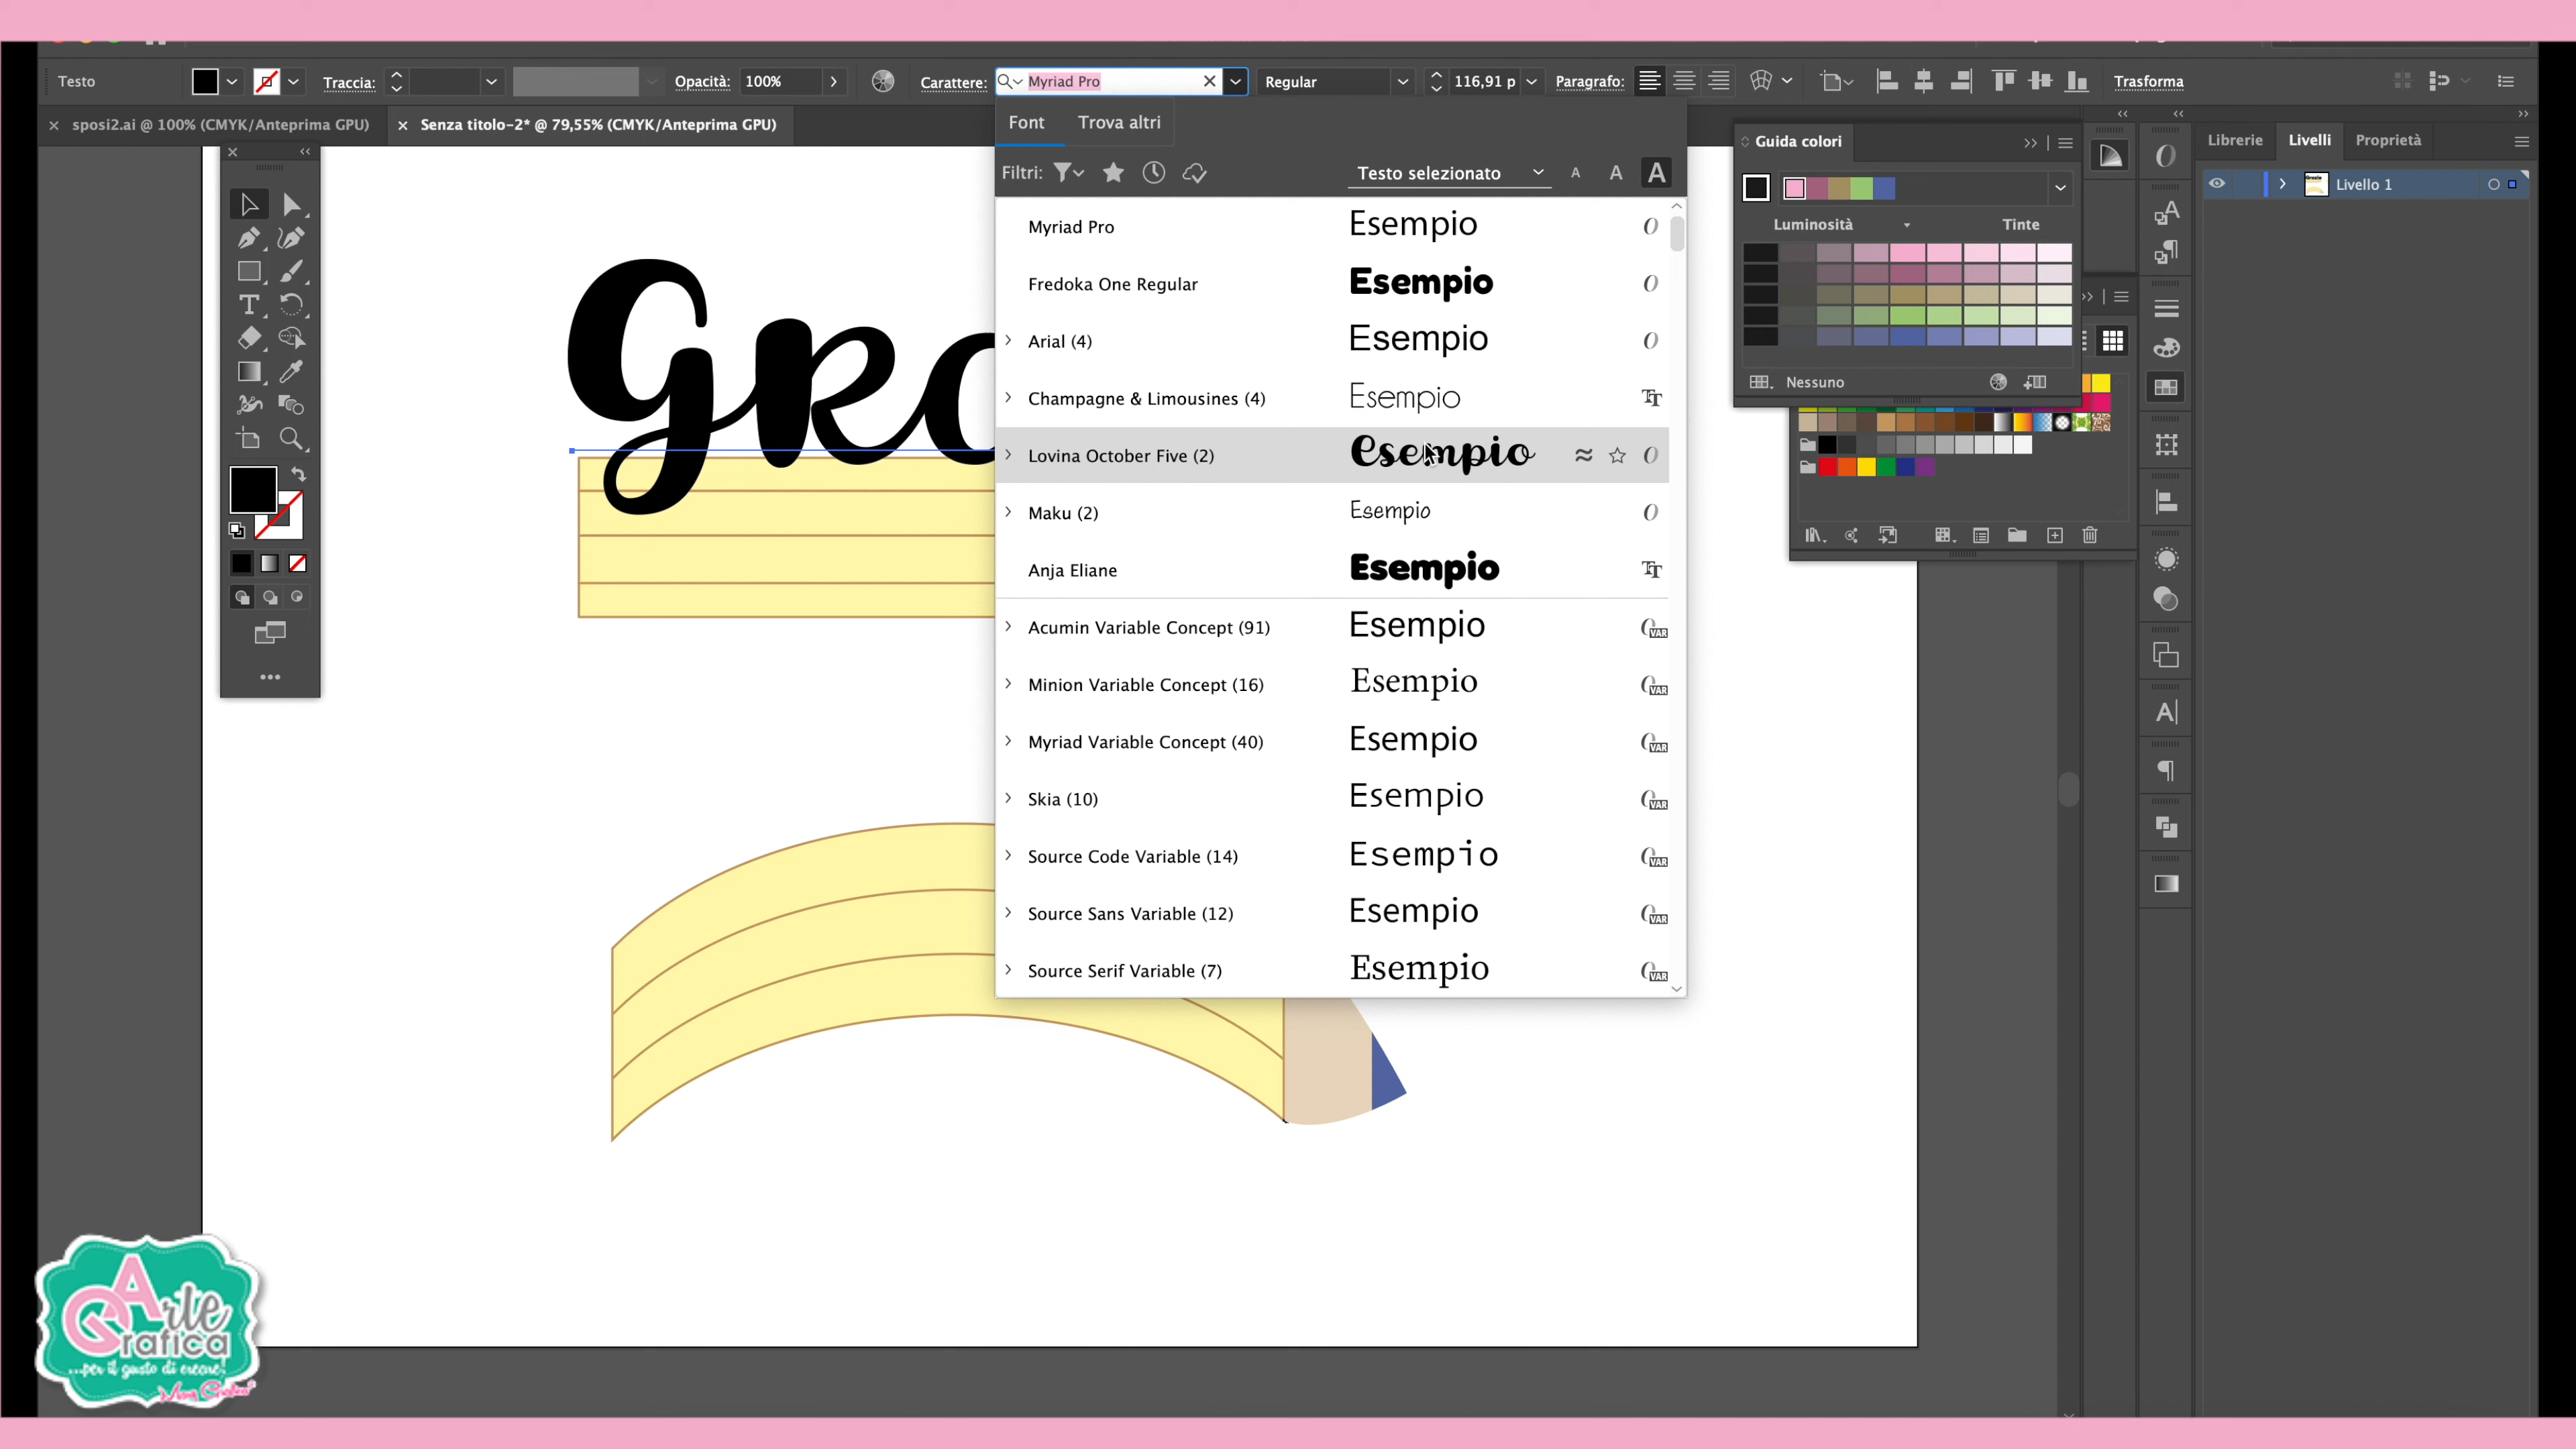 Testo
Traccia:
Opacità:
100%
Carattere:
Myriad Pro
Regular
116,91 p
Paragrafo:
Trasforma
sposi2.ai @ 100% (CMYK/Anteprima GPU)
Senza titolo-2* @ 79,55% (CMYK/Anteprima GPU)
Font
Trova altri
Filtri:
Testo selezionato
A A A
Myriad Pro Esempio
Fredoka One Regular Esempio
Arial (4) Esempio
Champagne & Limousines (4) Esempio
Lovina October Five (2) Esempio
Maku (2) Esempio
Anja Eliane Esempio
Acumin Variable Concept (91) Esempio
Minion Variable Concept (16) Esempio
Myriad Variable Concept (40) Esempio
Skia (10) Esempio
Source Code Variable (14) Esempio
Source Sans Variable (12) Esempio
Source Serif Variable (7) Esempio
Guida colori
Luminosità
Tinte
Nessuno
Librerie
Livelli
Proprietà
Livello 1
Arte
Grafica
...per il gusto di creare!